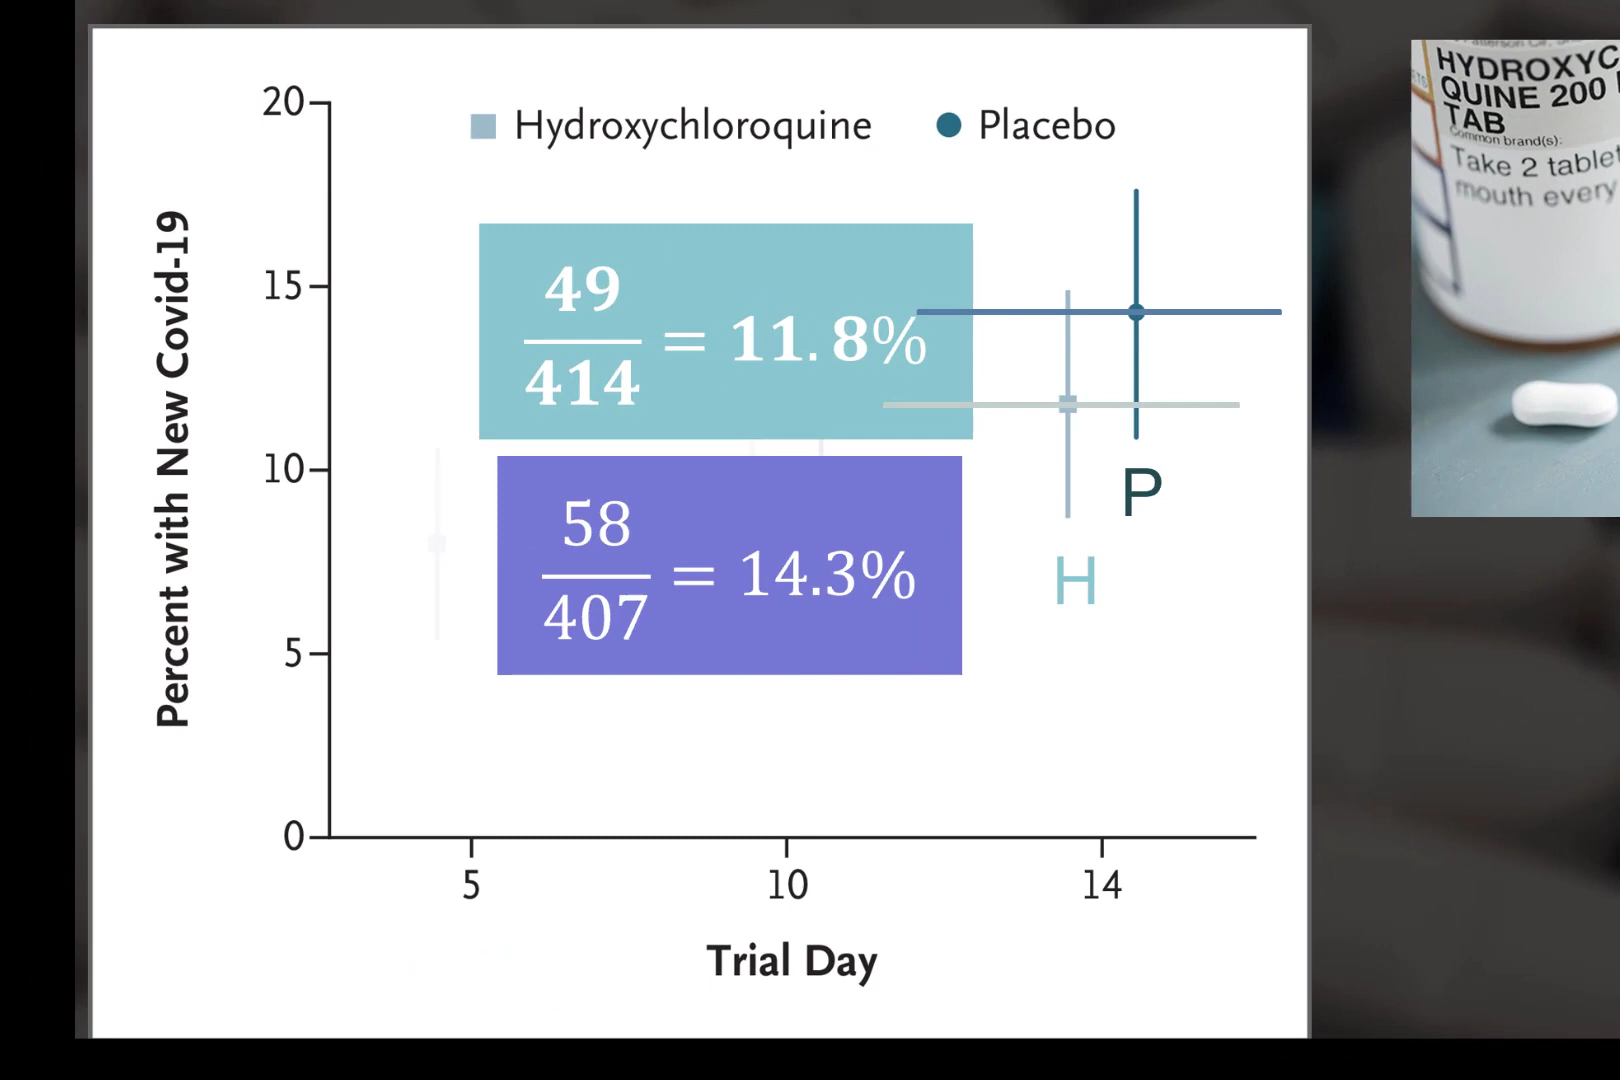 20
Hydroxychloroquine
Placebo
15
10
5
0
Percent with New Covid-19
49
414
= 11.8%
58
407
= 14.3%
P
H
5
10
14
Trial Day
HYDROXYC
QUINE 200
TAB
Common brand(s):
Take 2 tablet
mouth every